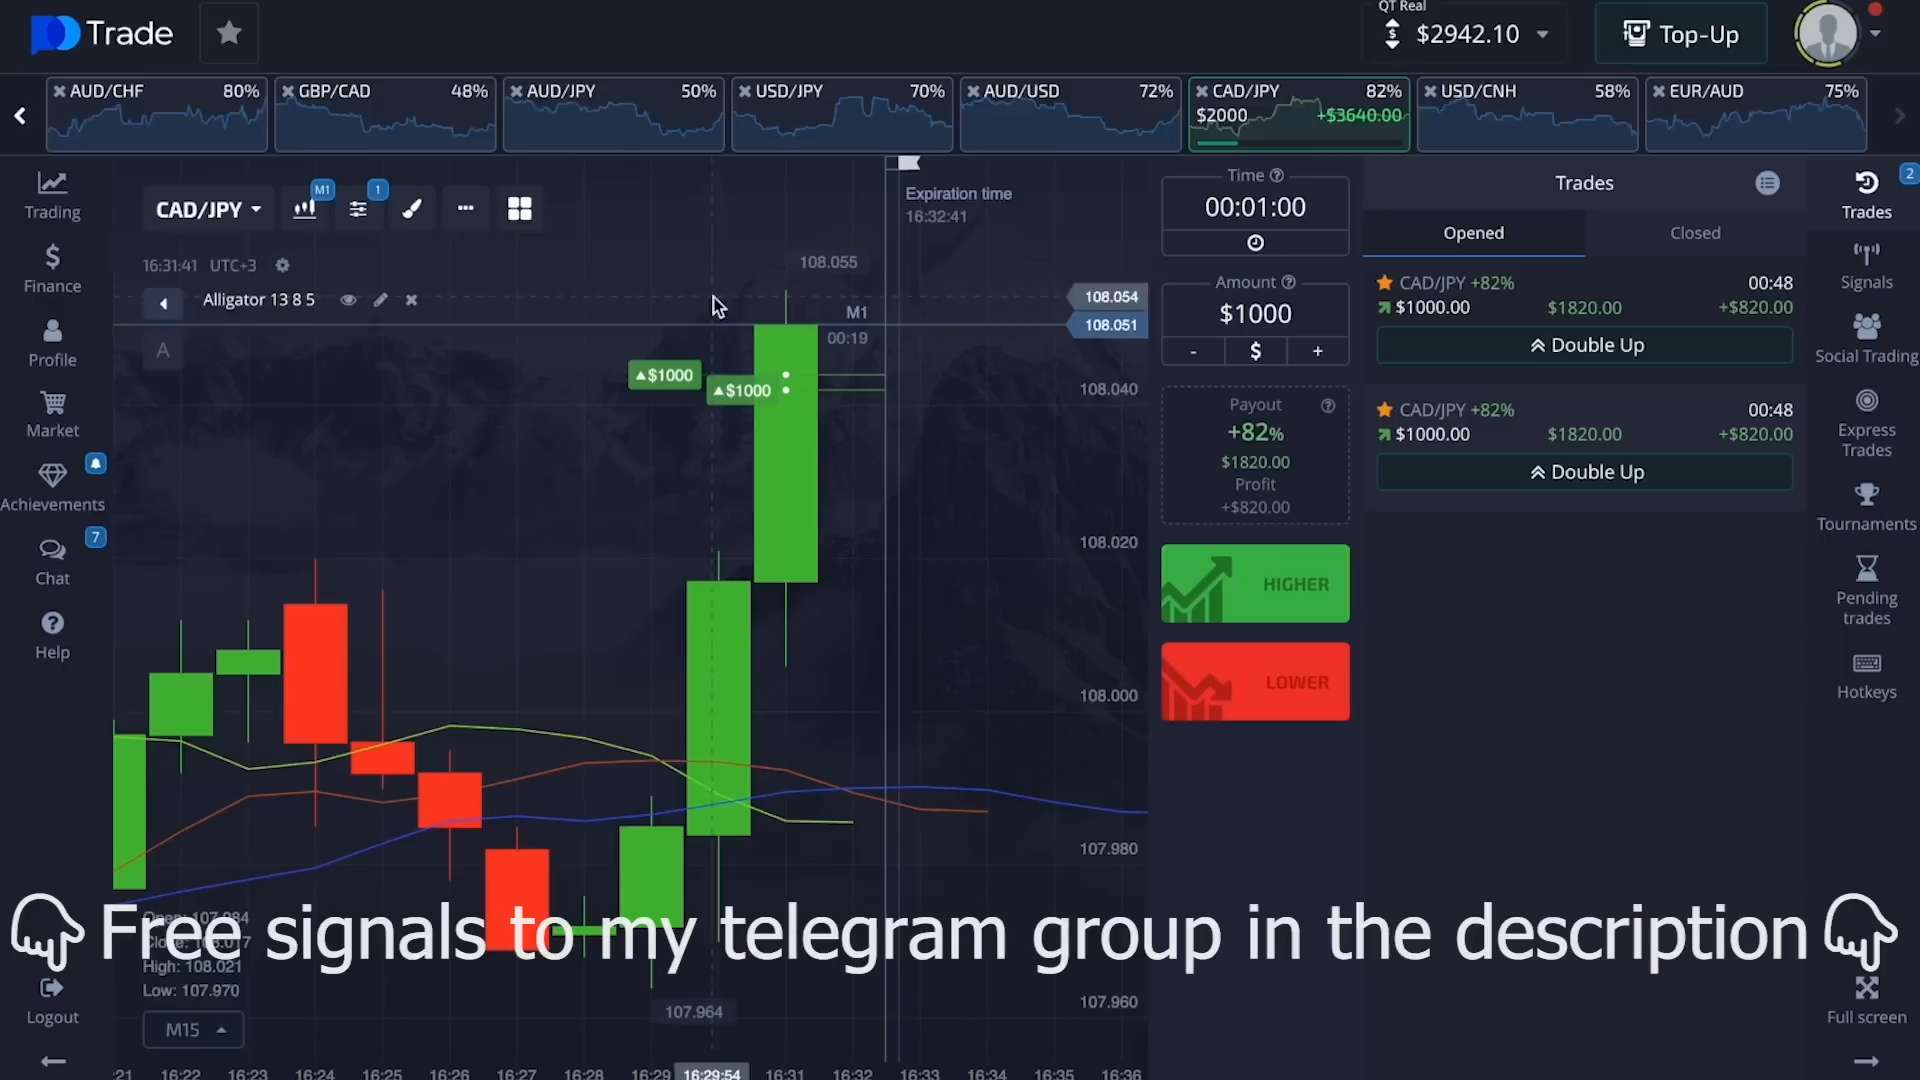 Trade
QT Real
$2942.10
Top-Up
AUD/CHF 80%
GBP/CAD 48%
AUD/JPY 50%
USD/JPY 70%
AUD/USD 72%
CAD/JPY 82%
$2000 +$3640.00
USD/CNH 58%
EUR/AUD 75%
Trading
Finance
Profile
Market
Achievements
7
Chat
Help
Logout
CAD/JPY
M1
1
16:31:41 UTC+3
Alligator 13 8 5
A
Expiration time
16:32:41
108.055
M1
00:19
$1000
$1000
108.054
108.051
108.040
108.020
108.000
107.980
107.960
107.964
Time
00:01:00
Amount
$1000
- $ +
Payout
+82%
$1820.00
Profit
+$820.00
HIGHER
LOWER
Trades
Opened Closed
CAD/JPY +82% 00:48
$1000.00 $1820.00 +$820.00
Double Up
CAD/JPY +82% 00:48
$1000.00 $1820.00 +$820.00
Double Up
2
Trades
Signals
Social Trading
Express
Trades
Tournaments
Pending
trades
Hotkeys
Full screen
Free signals to my telegram group in the description
Open: 107.984
Close: 108.017
High: 108.021
Low: 107.970
M15
:21 16:22 16:23 16:24 16:25 16:26 16:27 16:28 16:29 16:29:54 16:31 16:32 16:33 16:34 16:35 16:36